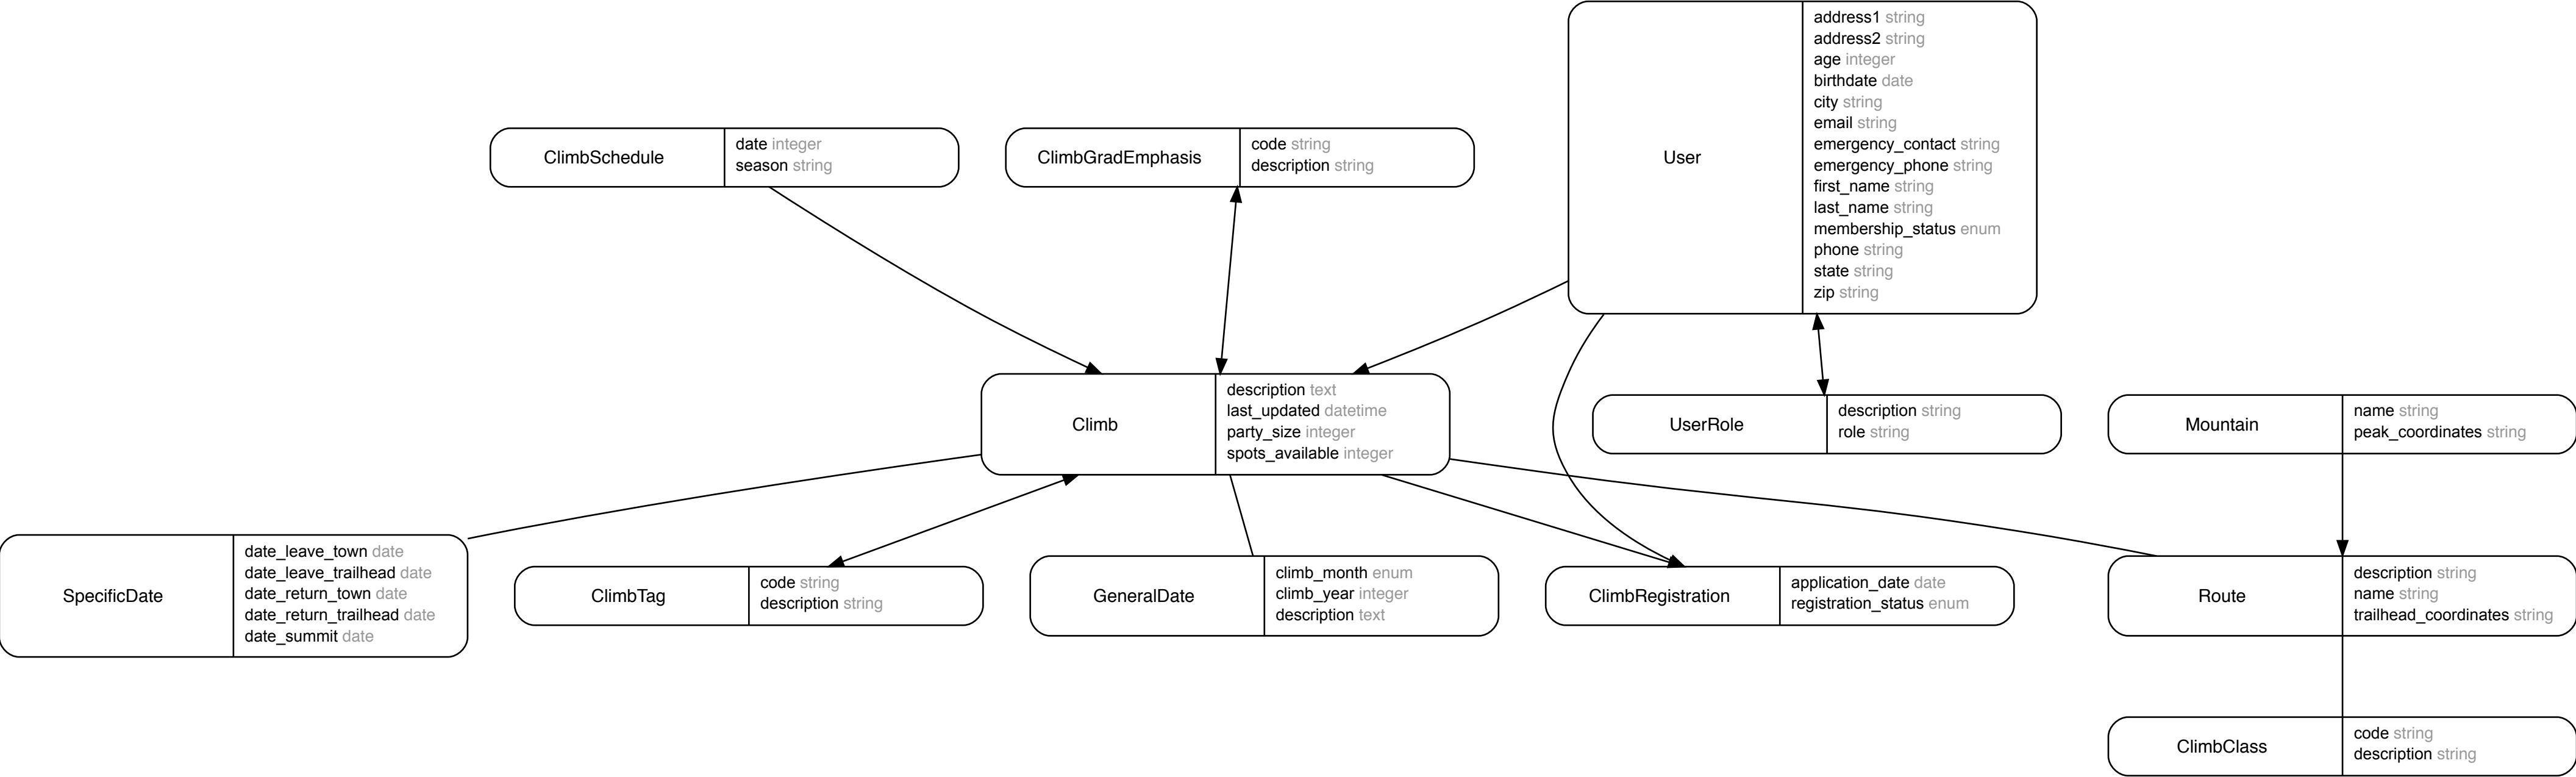 ClimbSchedule
date integer
season string
ClimbGradEmphasis
code string
description string
User
address1 string
address2 string
age integer
birthdate date
city string
email string
emergency_contact string
emergency_phone string
first_name string
last_name string
membership_status enum
phone string
state string
zip string
Climb
description text
last_updated datetime
party_size integer
spots_available integer
UserRole
description string
role string
Mountain
name string
peak_coordinates string
SpecificDate
date_leave_town date
date_leave_trailhead date
date_return_town date
date_return_trailhead date
date_summit date
ClimbTag
code string
description string
GeneralDate
climb_month enum
climb_year integer
description text
ClimbRegistration
application_date date
registration_status enum
Route
description string
name string
trailhead_coordinates string
ClimbClass
code string
description string